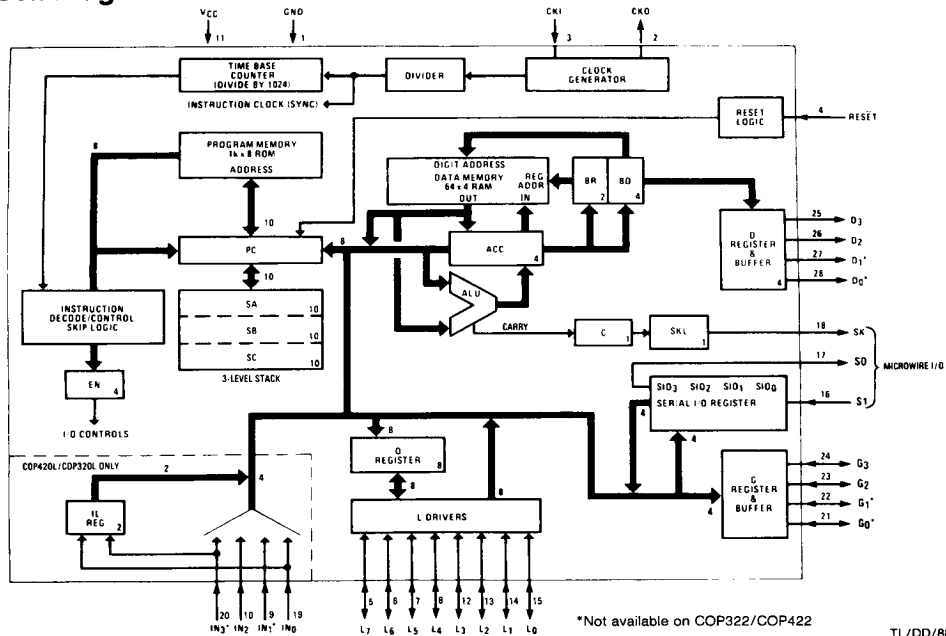 VCC GND CKI CKO
11 1 3 2
TIME BASE
COUNTER
(DIVIDE BY 1024)
DIVIDER
CLOCK
GENERATOR
INSTRUCTION CLOCK (SYNC)
RESET
LOGIC
4 RESET
8
PROGRAM MEMORY
1k x 8 ROM
ADDRESS
DIGIT ADDRESS
DATA MEMORY
64 x 4 RAM
OUT
REG
ADDR
IN
BR
2
BD
4
10
PC
8
ACC
4
D
REGISTER
& BUFFER
4
25 D3
26 D2
27 D1*
28 D0*
10
INSTRUCTION
DECODE/CONTROL
SKIP LOGIC
SA 10
SB 10
SC 10
3-LEVEL STACK
ALU
CARRY
C
1
SKL
1
18 SK
17 SO
16 SI
MICROWIRE I/O
EN
4
I/O CONTROLS
SIO3 SIO2 SIO1 SIO0
SERIAL I/O REGISTER
4
4
COP420L/COP320L ONLY
2
4
IL
REG
2
8
Q
REGISTER
8
8
8
L DRIVERS
4
G
REGISTER
& BUFFER
4
24 G3
23 G2
22 G1*
21 G0*
20 10 9 19
IN3* IN2 IN1* IN0
5 6 7 8 12 13 14 15
L7 L6 L5 L4 L3 L2 L1 L0
*Not available on COP322/COP422